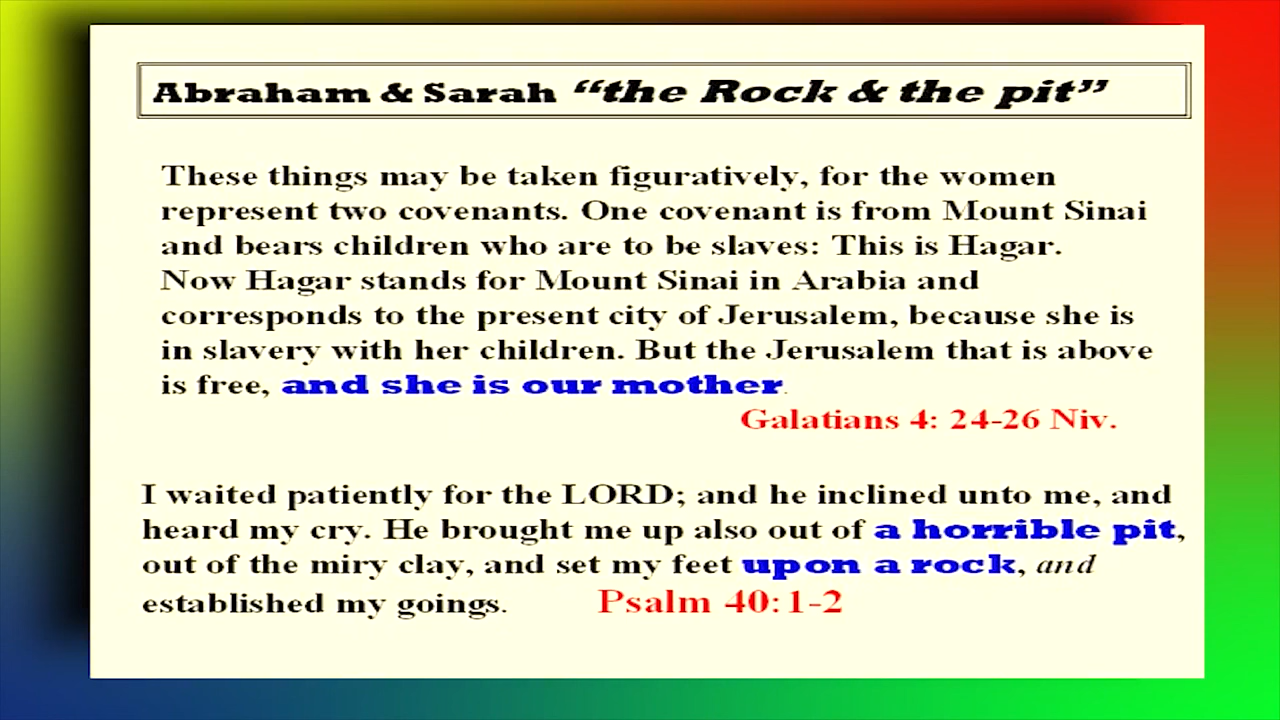 Abraham & Sarah “the Rock & the pit”
These things may be taken figuratively, for the women
represent two covenants. One covenant is from Mount Sinai
and bears children who are to be slaves: This is Hagar.
Now Hagar stands for Mount Sinai in Arabia and
corresponds to the present city of Jerusalem, because she is
in slavery with her children. But the Jerusalem that is above
is free, and she is our mother.
Galatians 4: 24-26 Niv.
I waited patiently for the LORD; and he inclined unto me, and
heard my cry. He brought me up also out of a horrible pit,
out of the miry clay, and set my feet upon a rock, and
established my goings. Psalm 40:1-2